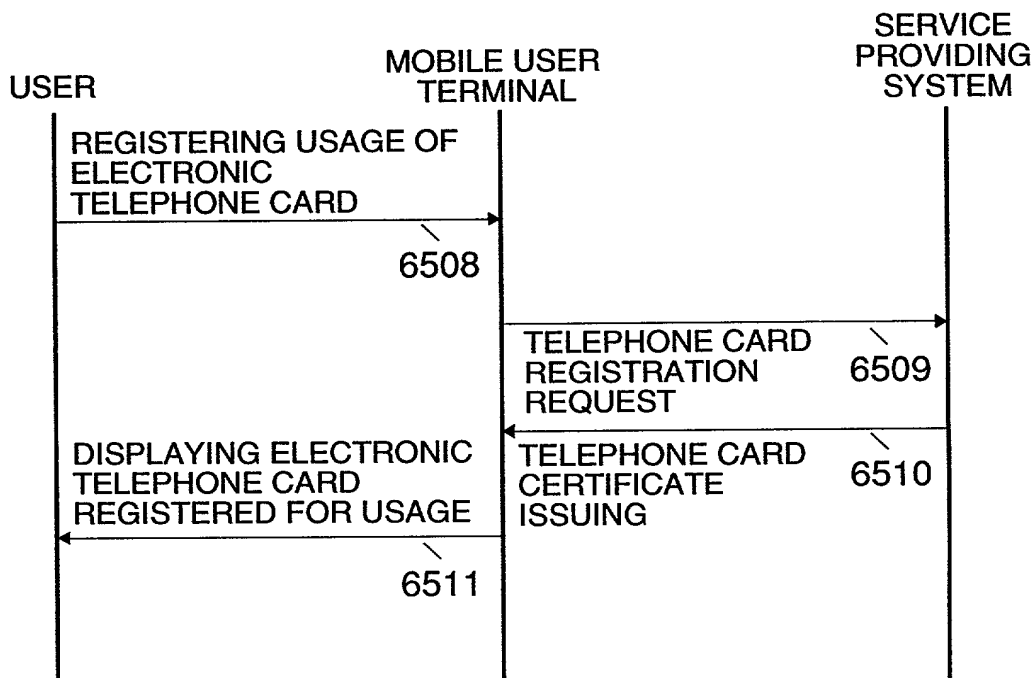 USER
MOBILE USER
TERMINAL
SERVICE
PROVIDING
SYSTEM
REGISTERING USAGE OF
ELECTRONIC
TELEPHONE CARD
6508
TELEPHONE CARD
REGISTRATION
REQUEST
6509
TELEPHONE CARD
CERTIFICATE
ISSUING
6510
DISPLAYING ELECTRONIC
TELEPHONE CARD
REGISTERED FOR USAGE
6511